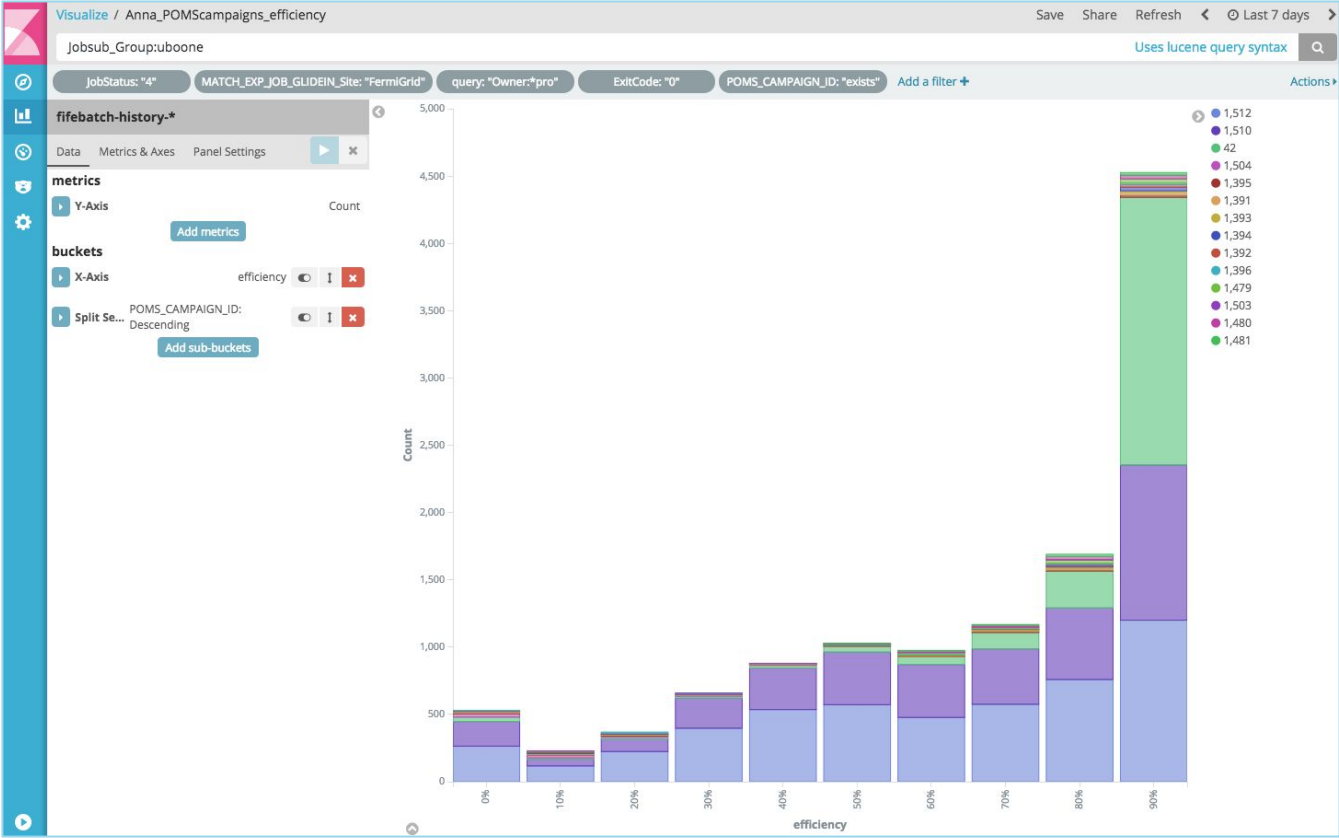 Visualize / Anna_POMScampaigns_efficiency
Save Share Refresh Last 7 days
Jobsub_Group:uboone
Uses lucene query syntax
JobStatus: "4" MATCH_EXP_JOB_GLIDEIN_Site: "FermiGrid" query: "Owner:*pro" ExitCode: "0" POMS_CAMPAIGN_ID: "exists" Add a filter +
Actions
fifebatch-history-*
Data Metrics & Axes Panel Settings
metrics
Y-Axis Count
Add metrics
buckets
X-Axis efficiency
Split Se... POMS_CAMPAIGN_ID:
Descending
Add sub-buckets
5,000
4,500
4,000
3,500
3,000
2,500
2,000
1,500
1,000
500
0
Count
0% 10% 20% 30% 40% 50% 60% 70% 80% 90%
efficiency
1,512
1,510
42
1,504
1,395
1,391
1,393
1,394
1,392
1,396
1,479
1,503
1,480
1,481